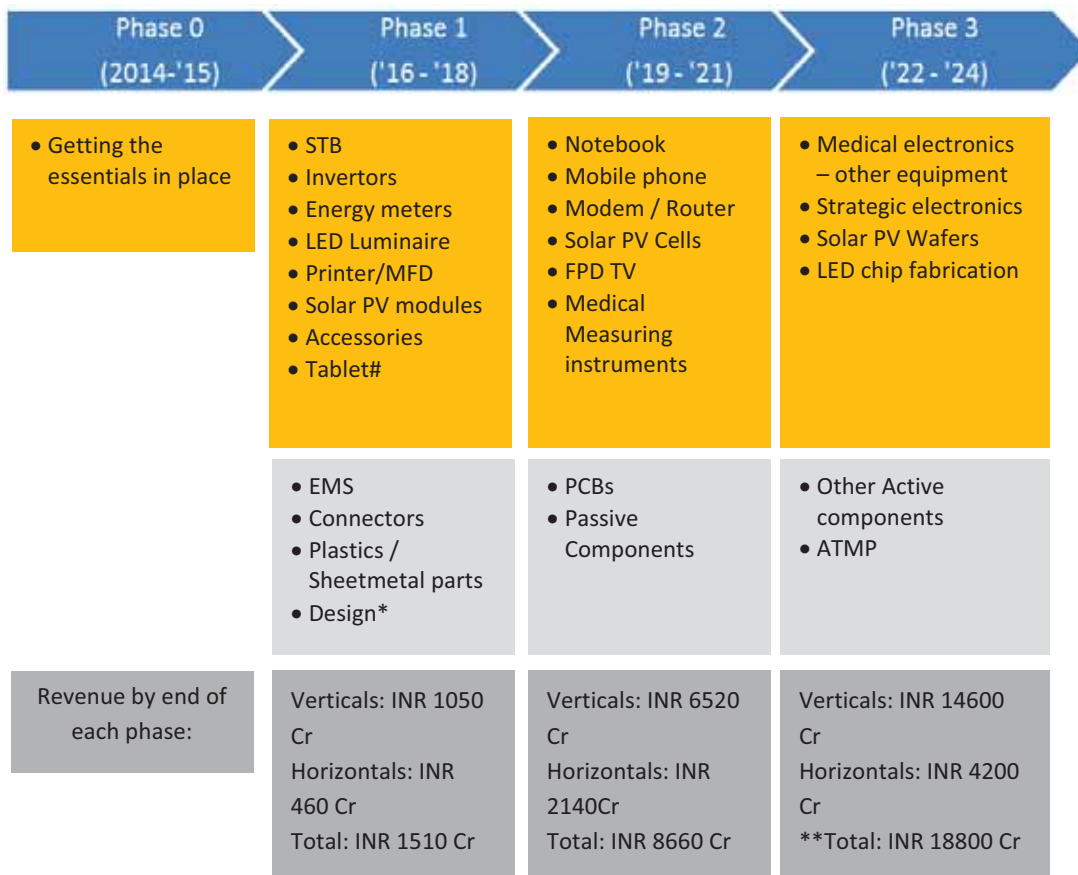 Phase 0
(2014-'15)
Phase 1
('16 - '18)
Phase 2
('19 - '21)
Phase 3
('22 - '24)
• Getting the
essentials in place
• STB
• Invertors
• Energy meters
• LED Luminaire
• Printer/MFD
• Solar PV modules
• Accessories
• Tablet#
• Notebook
• Mobile phone
• Modem / Router
• Solar PV Cells
• FPD TV
• Medical
Measuring
instruments
• Medical electronics
– other equipment
• Strategic electronics
• Solar PV Wafers
• LED chip fabrication
• EMS
• Connectors
• Plastics /
Sheetmetal parts
• Design*
• PCBs
• Passive
Components
• Other Active
components
• ATMP
Revenue by end of
each phase:
Verticals: INR 1050
Cr
Horizontals: INR
460 Cr
Total: INR 1510 Cr
Verticals: INR 6520
Cr
Horizontals: INR
2140Cr
Total: INR 8660 Cr
Verticals: INR 14600
Cr
Horizontals: INR 4200
Cr
**Total: INR 18800 Cr